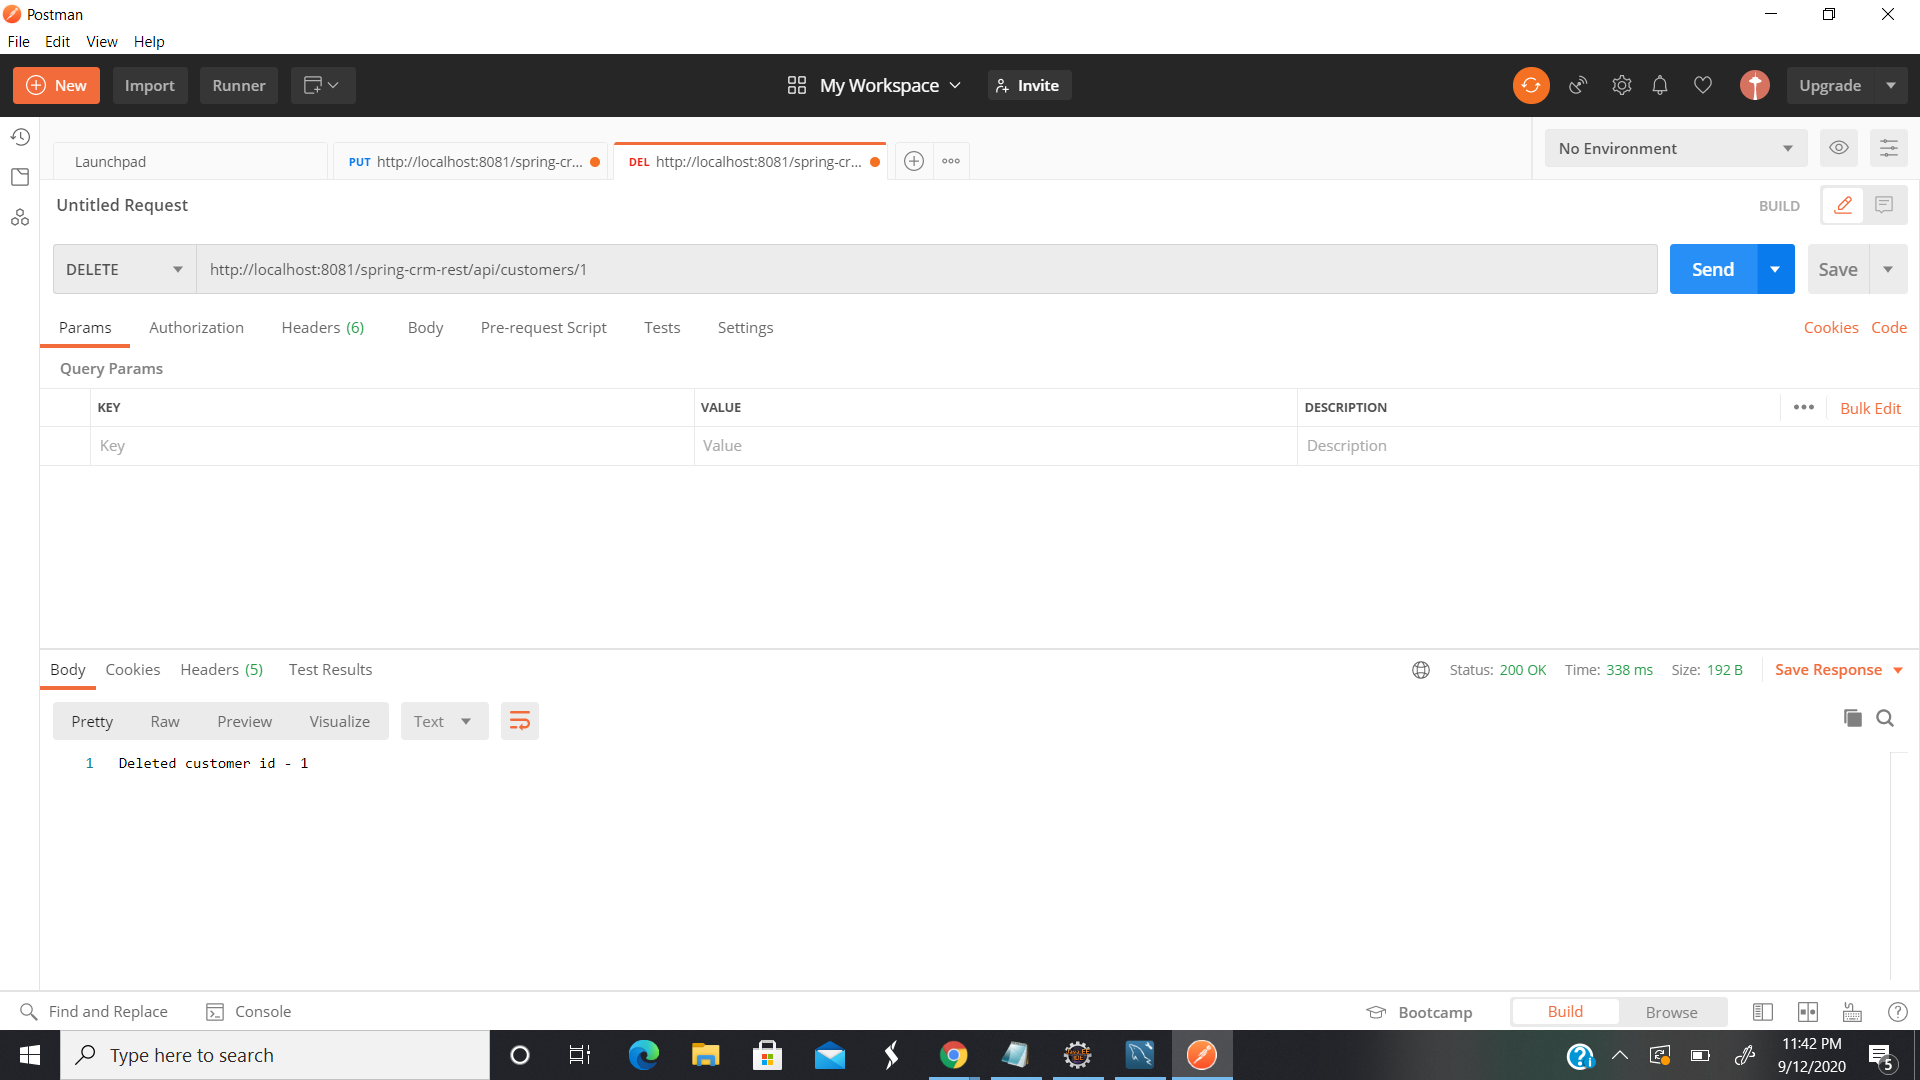 Postman
File Edit View Help
New Import Runner My Workspace Invite Upgrade
Launchpad PUT http://localhost:8081/spring-cr... DEL http://localhost:8081/spring-cr... No Environment
Untitled Request BUILD
DELETE http://localhost:8081/spring-crm-rest/api/customers/1 Send Save
Params Authorization Headers (6) Body Pre-request Script Tests Settings Cookies Code
Query Params
KEY VALUE DESCRIPTION Bulk Edit
Key Value Description
Body Cookies Headers (5) Test Results Status: 200 OK Time: 338 ms Size: 192 B Save Response
Pretty Raw Preview Visualize Text
1 Deleted customer id - 1
Find and Replace Console Bootcamp Build Browse
Type here to search
11:42 PM
9/12/2020
5